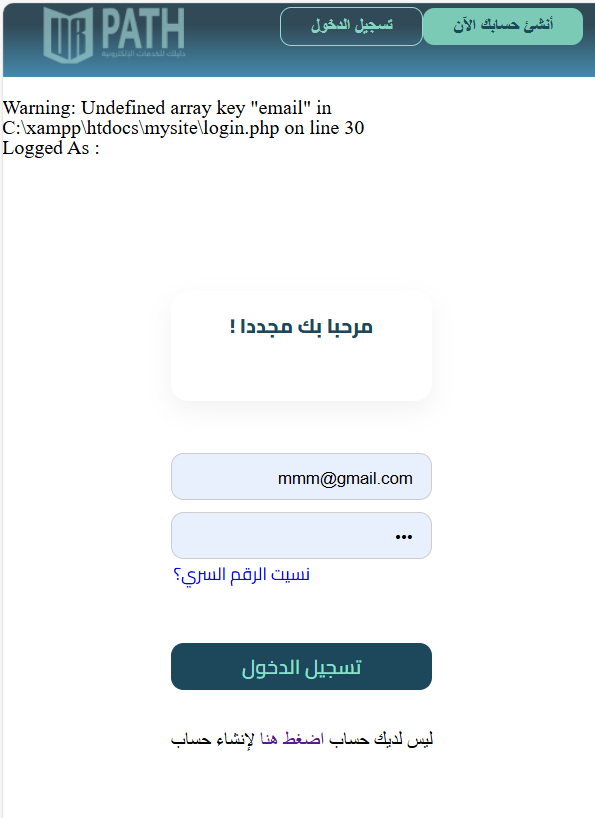 PATH
دليلك للخدمات الإلكترونية
تسجيل الدخول
أنشئ حسابك الآن
Warning: Undefined array key "email" in
C:\xampp\htdocs\mysite\login.php on line 30
Logged As :
مرحبا بك مجددا !
mmm@gmail.com
•••
نسيت الرقم السري؟
تسجيل الدخول
ليس لديك حساب اضغط هنا لإنشاء حساب